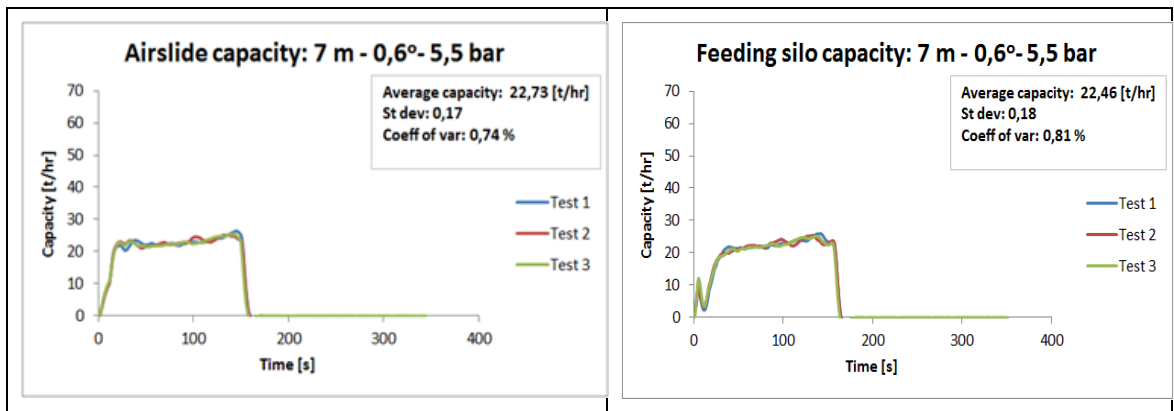 Airslide capacity: 7 m - 0,6º- 5,5 bar
Average capacity: 22,73 [t/hr]
St dev: 0,17
Coeff of var: 0,74 %
Capacity [t/hr]
70
60
50
40
30
20
10
0
Test 1
Test 2
Test 3
0 100 200 300 400
Time [s]
Feeding silo capacity: 7 m - 0,6º- 5,5 bar
Average capacity: 22,46 [t/hr]
St dev: 0,18
Coeff of var: 0,81 %
Capacity [t/hr]
70
60
50
40
30
20
10
0
Test 1
Test 2
Test 3
0 100 200 300 400
Time [s]